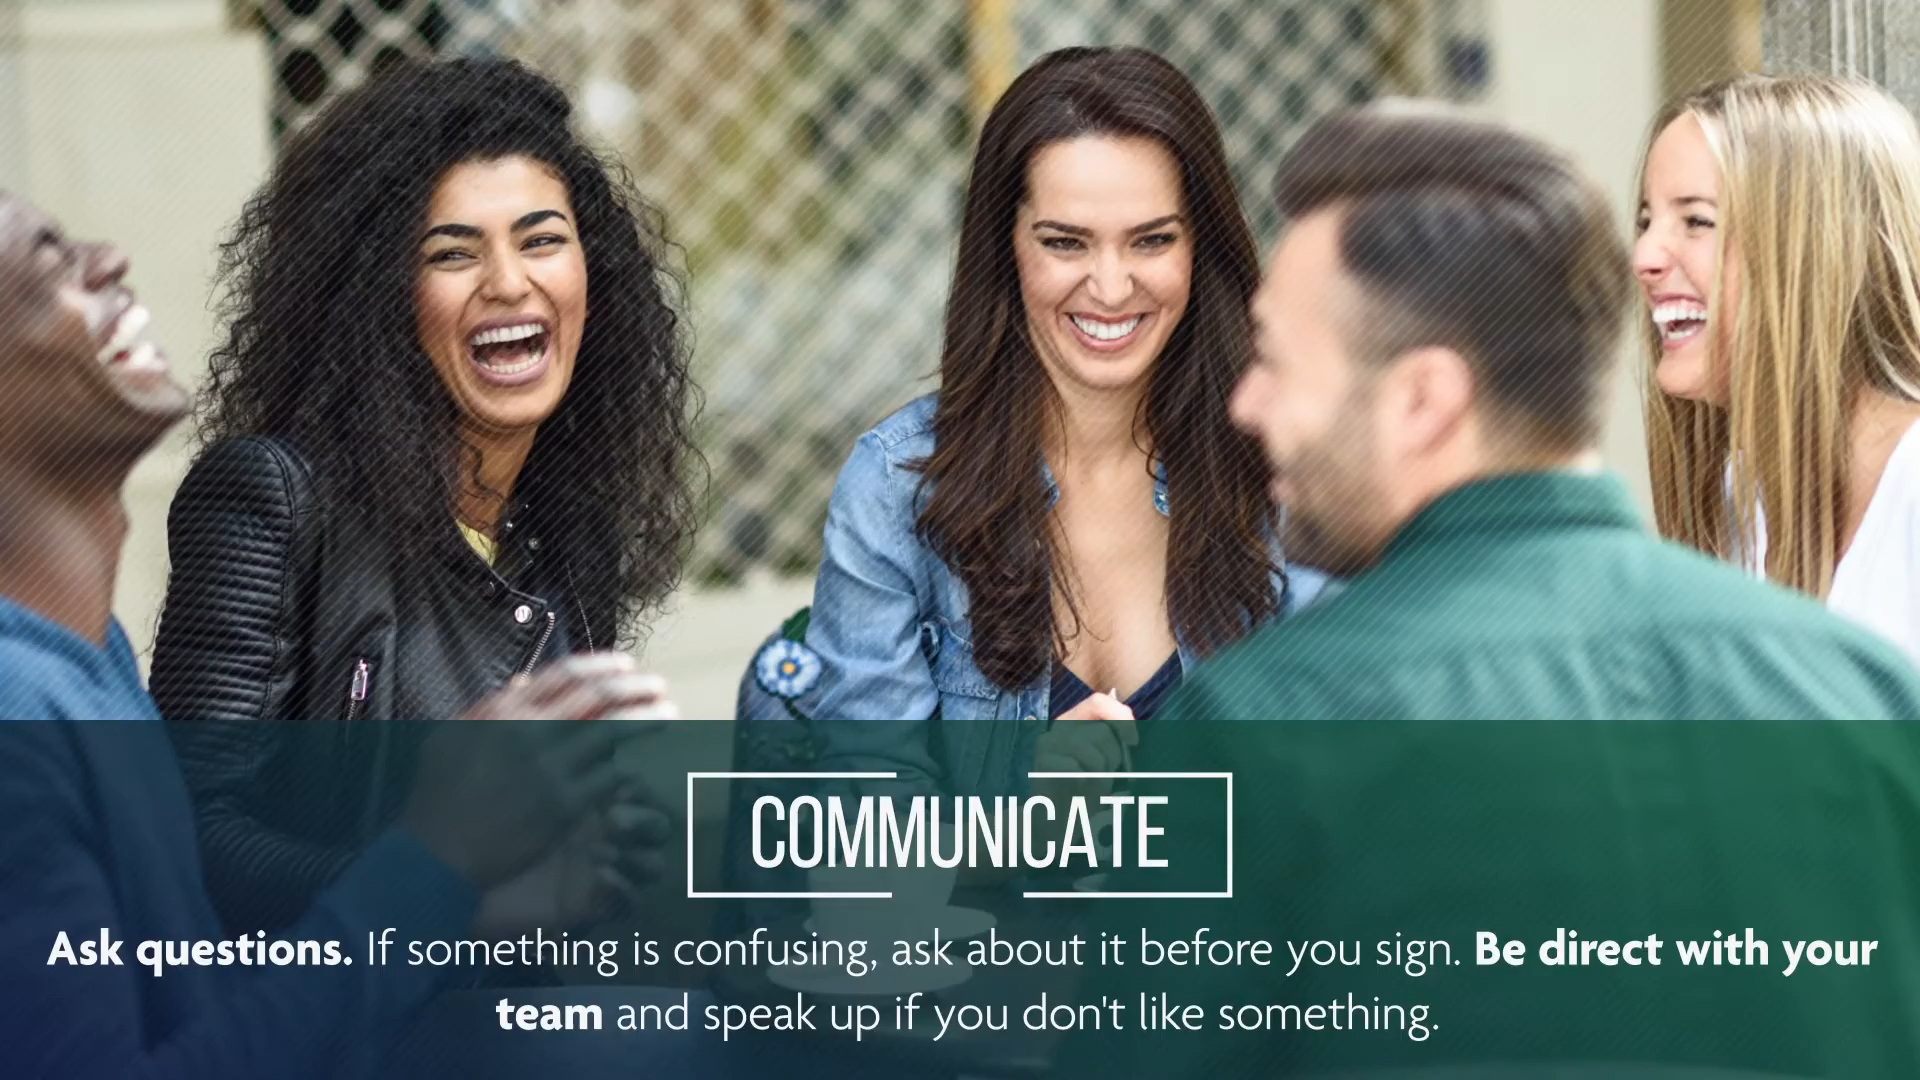 COMMUNICATE
Ask questions. If something is confusing, ask about it before you sign. Be direct with your
team and speak up if you don't like something.